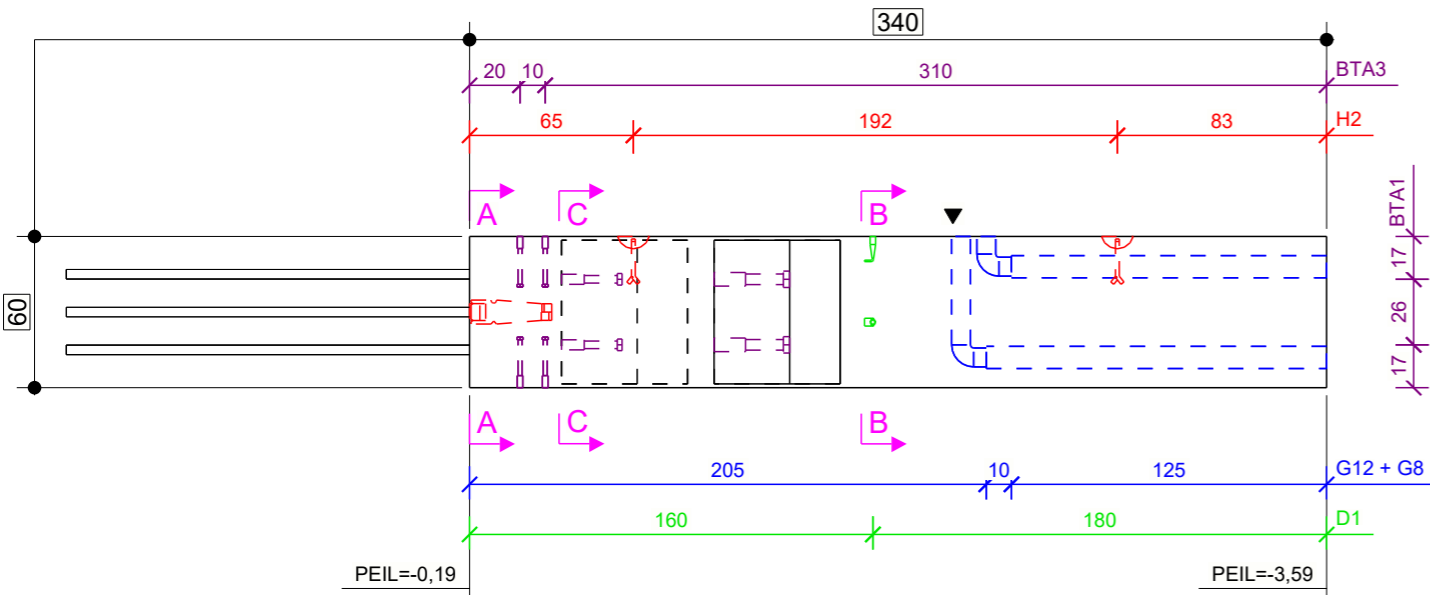 340
20 10 310 BTA3
65 192 83 H2
A C B
BTA1
17
26
17
60
A C B
205 10 125 G12 + G8
160 180 D1
PEIL=-0,19 PEIL=-3,59